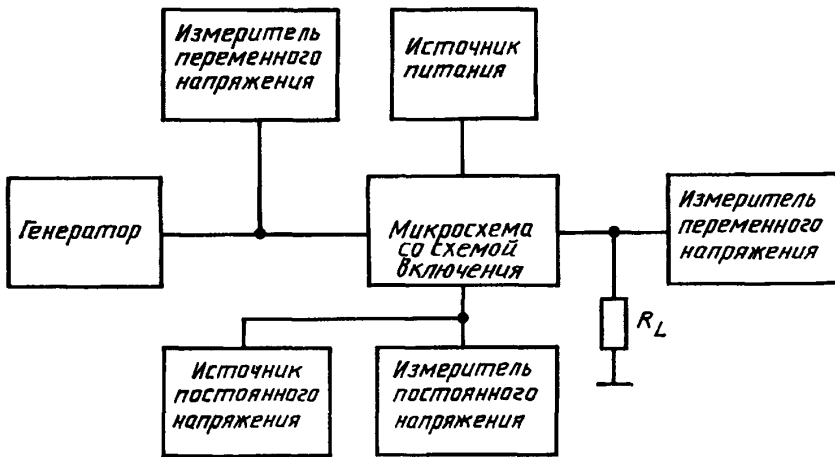 Измеритель
переменного
напряжения
Источник
питания
Генератор
Микросхема
со схемой
включения
Измеритель
переменного
напряжения
R_L
Источник
постоянного
напряжения
Измеритель
постоянного
напряжения